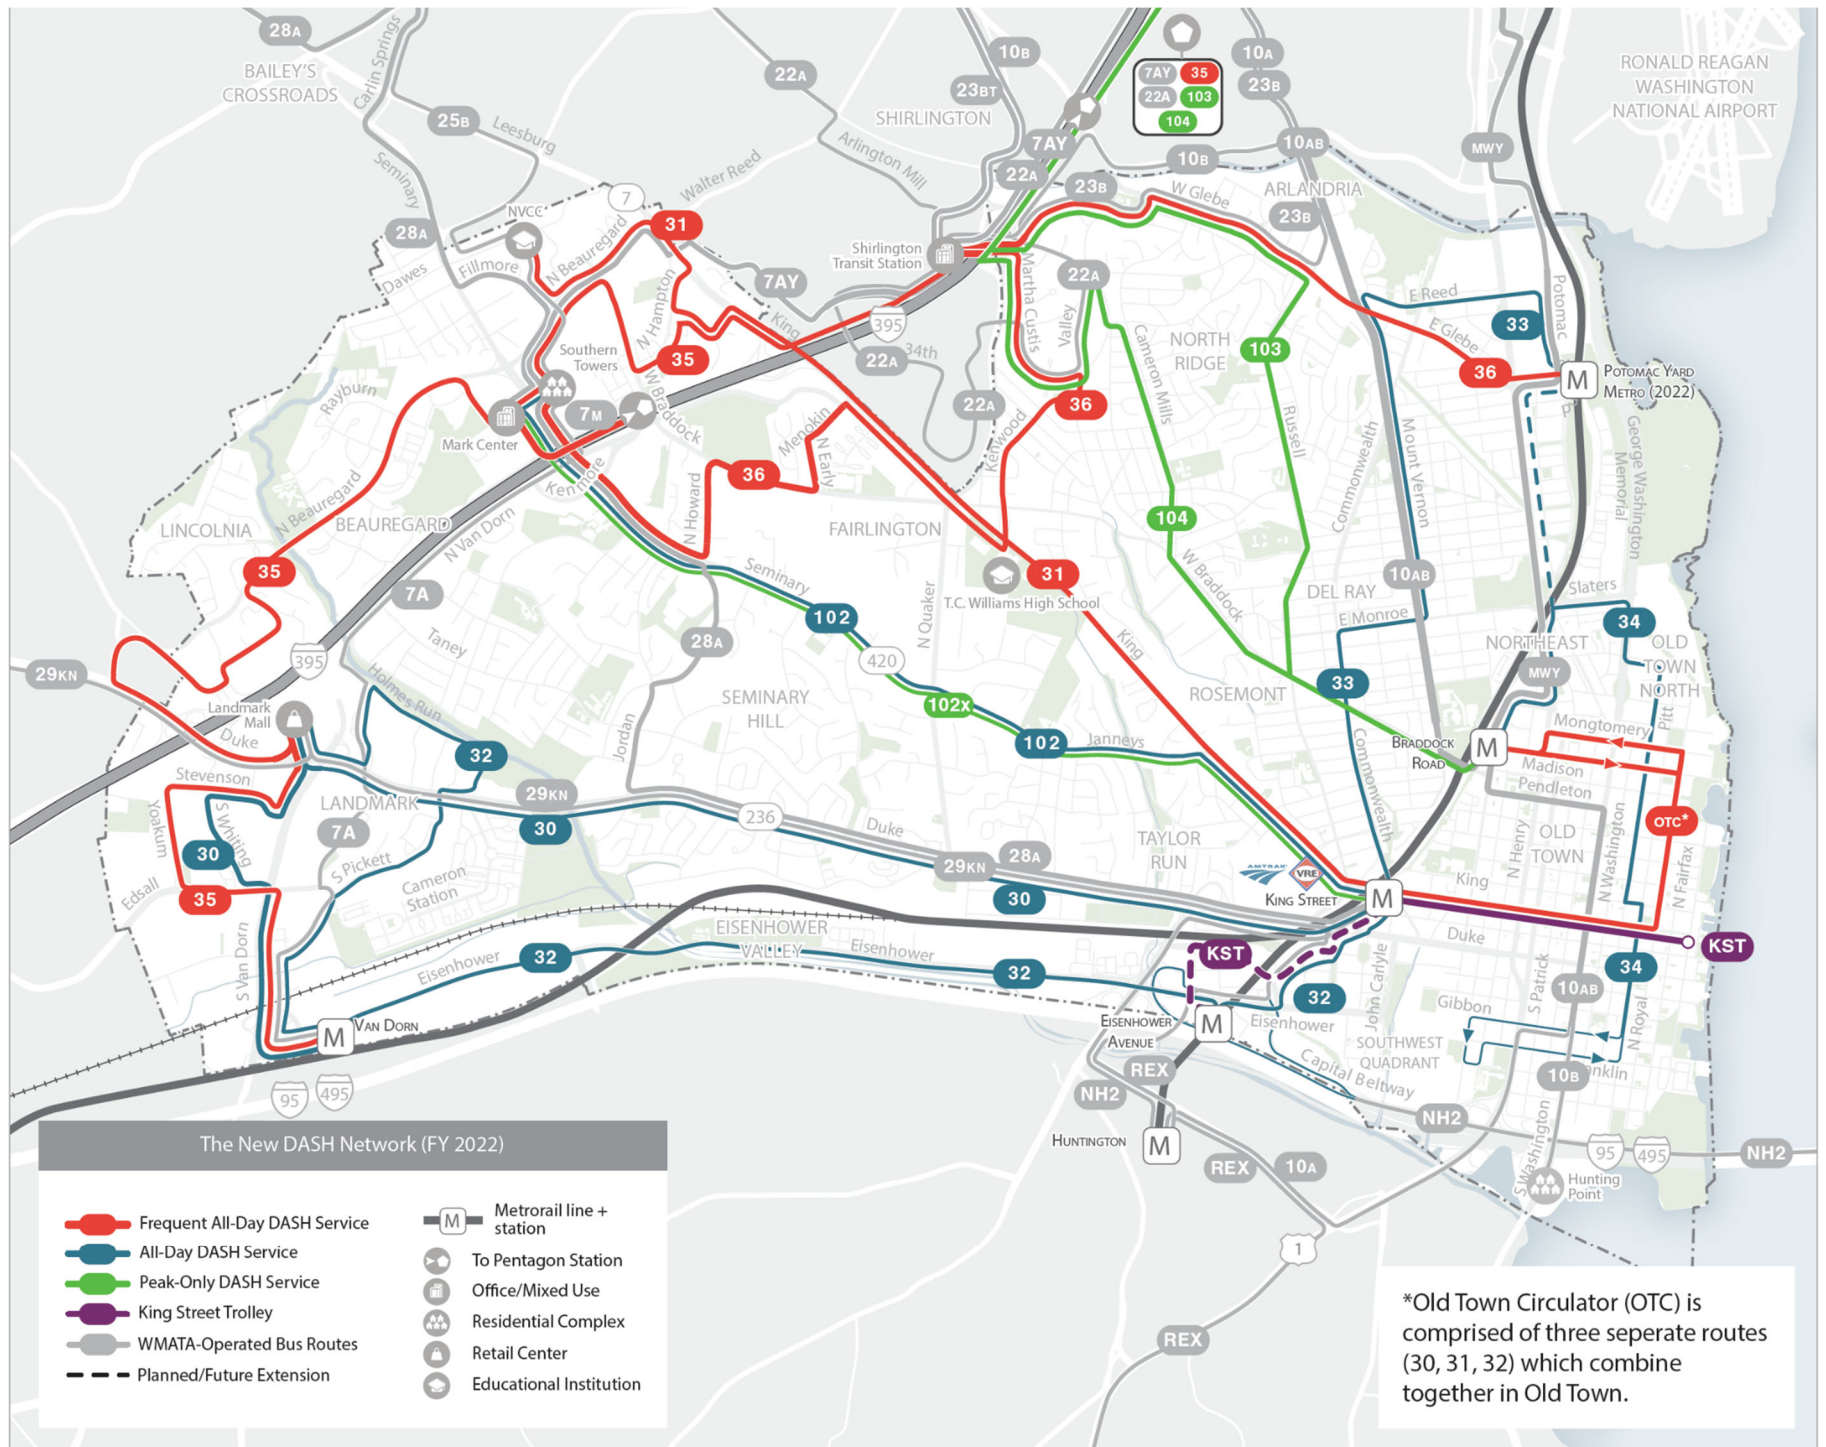 28A
BAILEY'S
CROSSROADS
Carlin Springs
25B
Leesburg
Seminary
22A
10B
23BT
SHIRLINGTON
Arlington Mill
Walter Reed
7AY
35
22A
103
104
10A
23B
RONALD REAGAN
WASHINGTON
NATIONAL AIRPORT
MWY
7AY
22A
10B
10AB
23B
W Glebe
ARLANDRIA
23B
7
NVCC
31
28A
Fillmore
N Beauregard
Dawes
Shirlington
Transit Station
7AY
King
N Hampton
395
22A
34th
22A
Martha Custis
Valley
22A
Cameron Mills
NORTH
RIDGE
103
E Reed
33
E Glebe
36
Potomac
POTOMAC YARD
METRO (2022)
M
Southern
Towers
35
W Braddock
7M
Mark Center
Rayburn
Kenmore
Menokin
N Early
36
N Howard
36
Kenwood
Russell
Commonwealth
Mount Vernon
George Washington
Memorial
LINCOLNIA
N Beauregard
BEAUREGARD
N Van Dorn
35
7A
FAIRLINGTON
104
W Braddock
31
T.C. Williams High School
N Quaker
Seminary
102
420
102x
102
Janneys
King
10AB
DEL RAY
E Monroe
Slaters
34
NORTHEAST
OLD
TOWN
NORTH
Pitt
MWY
33
ROSEMONT
29KN
395
Taney
Holmes Run
28A
SEMINARY
HILL
Jordan
Landmark
Mall
Duke
Stevenson
32
BRADDOCK
ROAD
M
Mongtomery
Madison
Pendleton
Commonwealth
Yoakum
S Whiting
LANDMARK
7A
30
S Pickett
29KN
30
236
Duke
Cameron
Station
Edsall
35
29KN
28A
30
TAYLOR
RUN
AMTRAK
VRE
KING STREET
M
King
N Henry
OLD
TOWN
N Washington
OTC*
N Fairfax
S Van Dorn
EISENHOWER
VALLEY
Eisenhower
32
Eisenhower
32
KST
32
John Carlyle
Duke
KST
34
10AB
S Patrick
Gibbon
N Royal
M
VAN DORN
EISENHOWER
AVENUE
M
Eisenhower
SOUTHWEST
QUADRANT
Capital Beltway
10B
95
495
REX
NH2
NH2
HUNTINGTON
M
REX
10A
S Washington
95
495
NH2
Hunting
Point
1
REX
The New DASH Network (FY 2022)
Frequent All-Day DASH Service
All-Day DASH Service
Peak-Only DASH Service
King Street Trolley
WMATA-Operated Bus Routes
Planned/Future Extension
M
Metrorail line +
station
To Pentagon Station
Office/Mixed Use
Residential Complex
Retail Center
Educational Institution
*Old Town Circulator (OTC) is
comprised of three seperate routes
(30, 31, 32) which combine
together in Old Town.